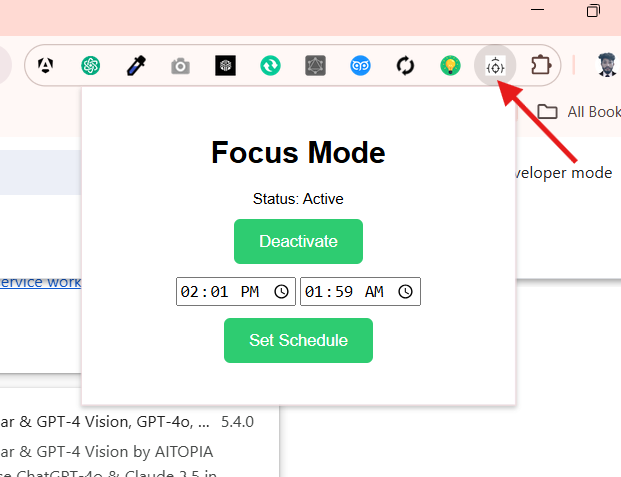 All Book
Focus Mode
veloper mode
Status: Active
Deactivate
ervice work
02:01 PM 01:59 AM
Set Schedule
ar & GPT-4 Vision, GPT-4o, ... 5.4.0
ar & GPT-4 Vision by AITOPIA
se ChatGPT-4o & Claude 3.5 in